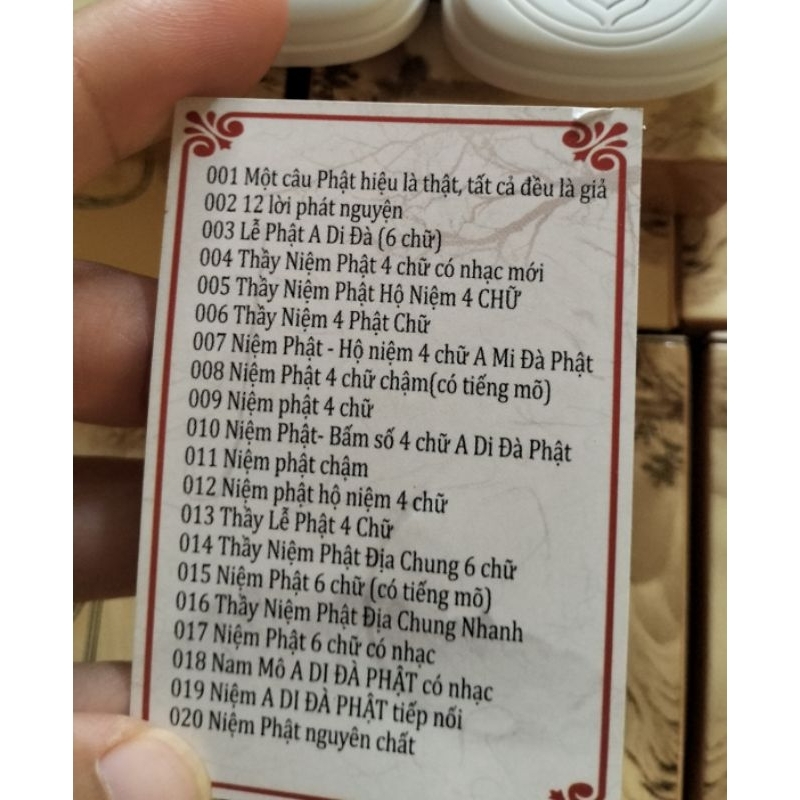 001 Một câu Phật hiệu là thật, tất cả đều là giả
002 12 lời phát nguyện
003 Lễ Phật A Di Đà (6 chữ)
004 Thầy Niệm Phật 4 chữ có nhạc mới
005 Thầy Niệm Phật Hộ Niệm 4 CHỮ
006 Thầy Niệm 4 Phật Chữ
007 Niệm Phật - Hộ niệm 4 chữ A Mi Đà Phật
008 Niệm Phật 4 chữ chậm(có tiếng mõ)
009 Niệm phật 4 chữ
010 Niệm Phật- Bấm số 4 chữ A Di Đà Phật
011 Niệm phật chậm
012 Niệm phật hộ niệm 4 chữ
013 Thầy Lễ Phật 4 Chữ
014 Thầy Niệm Phật Địa Chung 6 chữ
015 Niệm Phật 6 chữ (có tiếng mõ)
016 Thầy Niệm Phật Địa Chung Nhanh
017 Niệm Phật 6 chữ có nhạc
018 Nam Mô A DI ĐÀ PHẬT có nhạc
019 Niệm A DI ĐÀ PHẬT tiếp nối
020 Niệm Phật nguyên chất